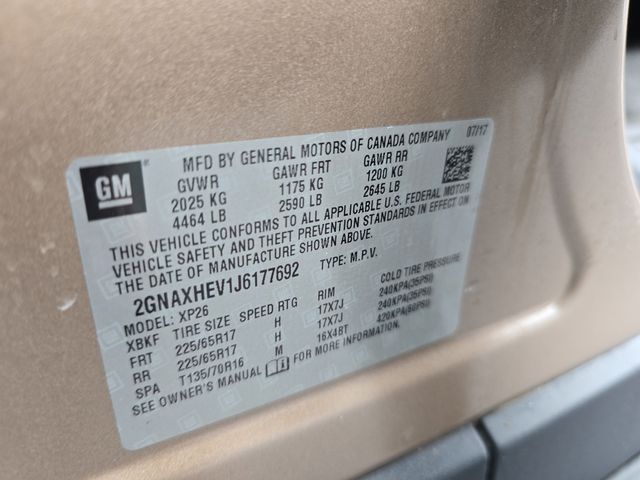 GM
MFD BY GENERAL MOTORS OF CANADA COMPANY 07/17
GVWR GAWR FRT GAWR RR
2025 KG 1175 KG 1200 KG
4464 LB 2590 LB 2645 LB
THIS VEHICLE CONFORMS TO ALL APPLICABLE U.S. FEDERAL MOTOR
VEHICLE SAFETY AND THEFT PREVENTION STANDARDS IN EFFECT ON
THE DATE OF MANUFACTURE SHOWN ABOVE.
2GNAXHEV1J6177692 TYPE: M.P.V.
MODEL: XP26
XBKF TIRE SIZE SPEED RTG RIM COLD TIRE PRESSURE
FRT 225/65R17 H 17X7J 240KPA(35PSI)
RR 225/65R17 H 17X7J 240KPA(35PSI)
SPA T135/70R16 M 16X4BT 420KPA(60PSI)
SEE OWNER'S MANUAL FOR MORE INFORMATION.